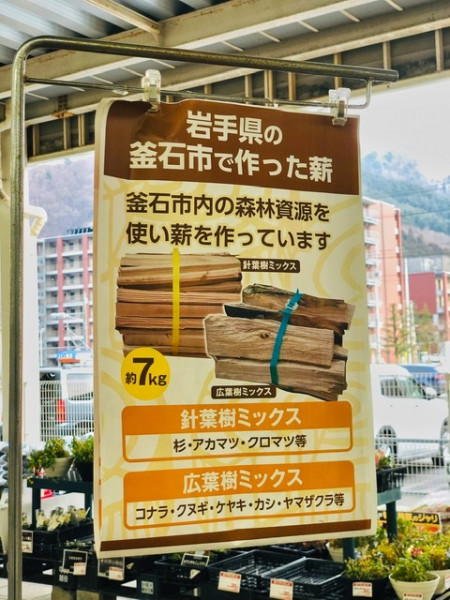 岩手県の
釜石市で作った薪
釜石市内の森林資源を
使い薪を作っています
針葉樹ミックス
広葉樹ミックス
約7kg
針葉樹ミックス
杉・アカマツ・クロマツ等
広葉樹ミックス
コナラ・クヌギ・ケヤキ・カシ・ヤマザクラ等